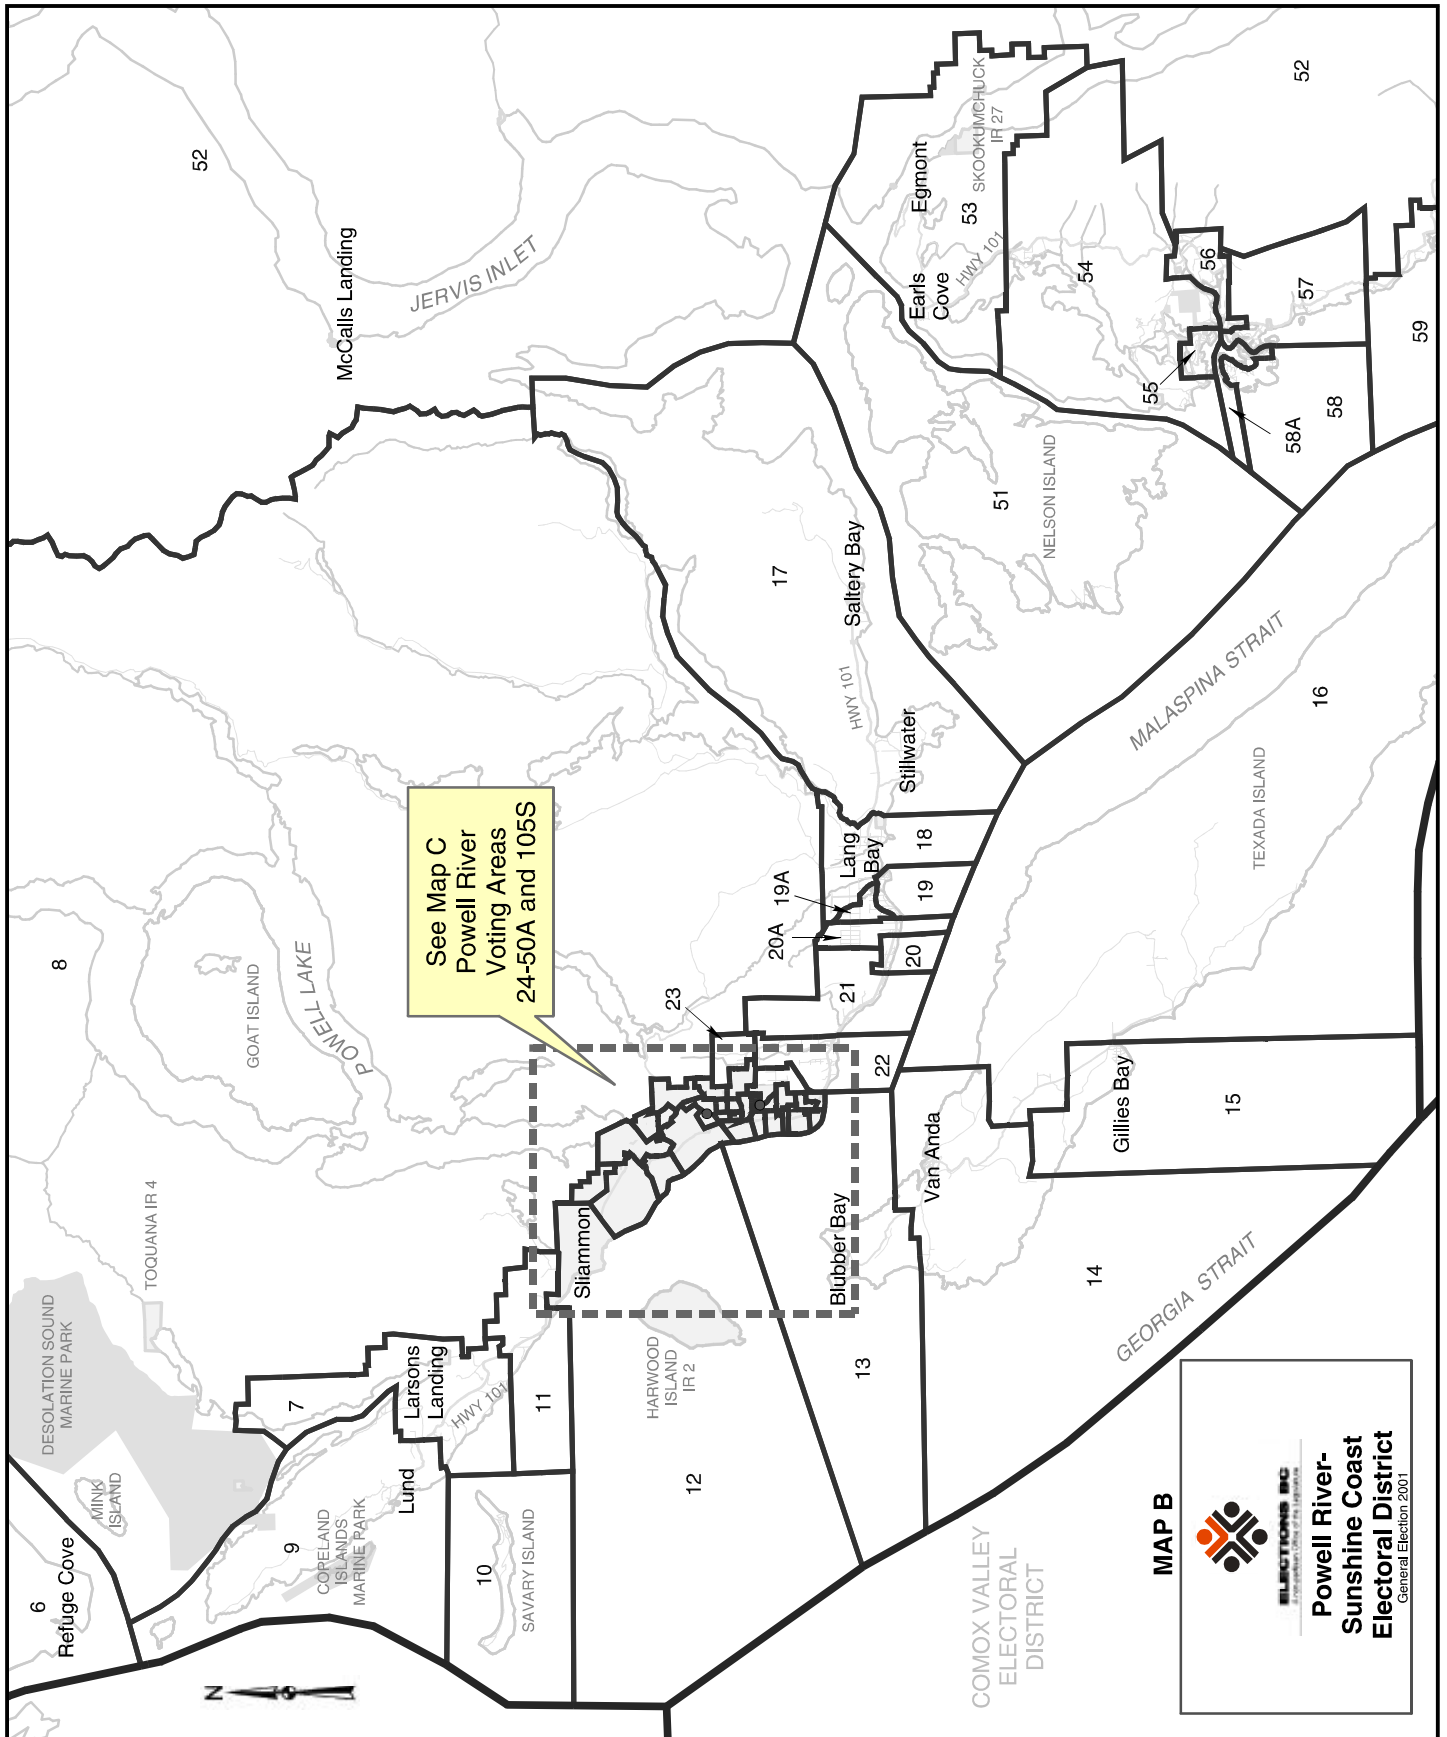 6
Refuge Cove
MINK
ISLAND
DESOLATION SOUND
MARINE PARK
TOQUANA IR 4
8
GOAT ISLAND
POWELL LAKE
52
McCalls Landing
JERVIS INLET
9
COPELAND
ISLANDS
MARINE PARK
7
Lund
Larsons
Landing
HWY 101
10
SAVARY ISLAND
11
Sliammon
See Map C
Powell River
Voting Areas
24-50A and 105S
HARWOOD
ISLAND
IR 2
12
13
Blubber Bay
23
22
21
20A
19A
20
19
18
Lang
Bay
Stillwater
HWY 101
Saltery Bay
17
Earls
Cove
Egmont
53
SKOOKUMCHUCK
IR 27
HWY 101
51
NELSON ISLAND
54
55
56
57
58A
58
59
52
Van Anda
Gillies Bay
14
15
16
TEXADA ISLAND
MALASPINA STRAIT
GEORGIA STRAIT
COMOX VALLEY
ELECTORAL
DISTRICT
N
MAP B
ELECTIONS BC
Powell River-
Sunshine Coast
Electoral District
General Election 2001